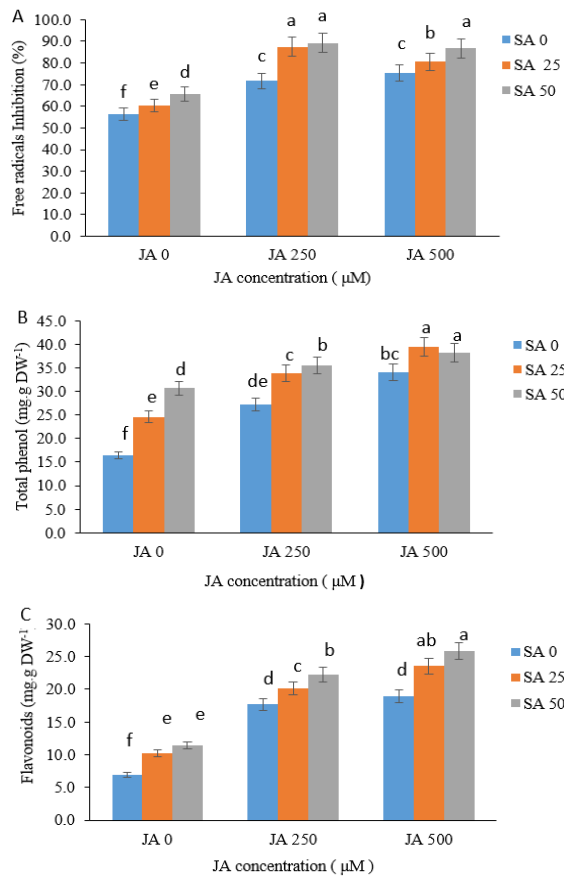 A
Free radicals Inhibition (%)
100.0
90.0
80.0
70.0
60.0
50.0
40.0
30.0
20.0
10.0
0.0
f e d
c a a
c b a
SA 0
SA 25
SA 50
JA 0 JA 250 JA 500
JA concentration ( µM)
B
Total phenol (mg.g DW-1)
45.0
40.0
35.0
30.0
25.0
20.0
15.0
10.0
5.0
0.0
f e d
de c b
bc a a
SA 0
SA 25
SA 50
JA 0 JA 250 JA 500
JA concentration ( µM )
C
Flavonoids (mg.g DW-1
30.0
25.0
20.0
15.0
10.0
5.0
0.0
f e e
d c b
d ab a
SA 0
SA 25
SA 50
JA 0 JA 250 JA 500
JA concentration ( µM )